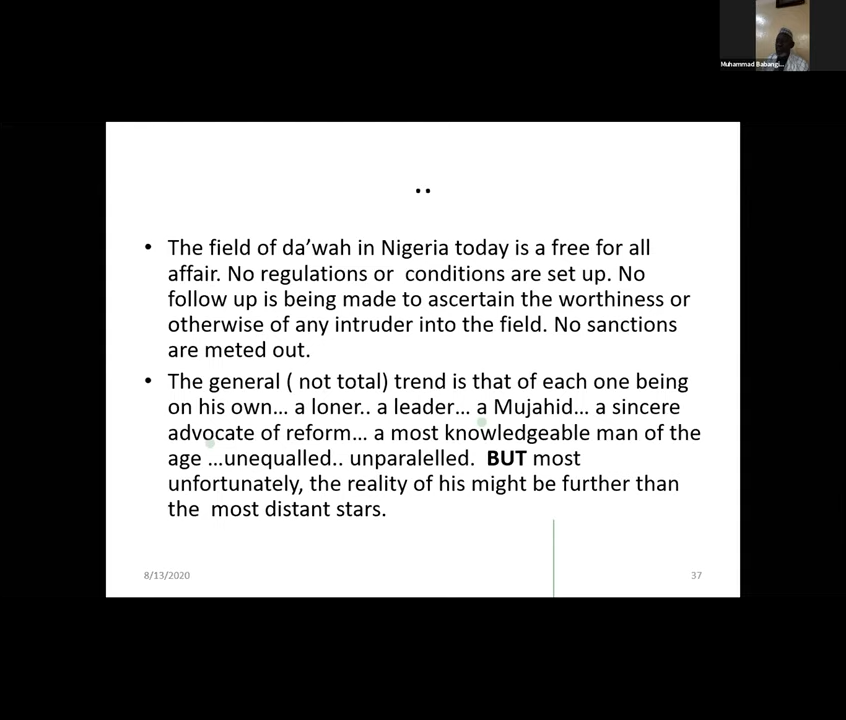 Muhammad Babangi...
..
• The field of da’wah in Nigeria today is a free for all
affair. No regulations or  conditions are set up. No
follow up is being made to ascertain the worthiness or
otherwise of any intruder into the field. No sanctions
are meted out.
• The general ( not total) trend is that of each one being
on his own... a loner.. a leader... a Mujahid... a sincere
advocate of reform... a most knowledgeable man of the
age ...unequalled.. unparalelled.  BUT most
unfortunately, the reality of his might be further than
the  most distant stars.
8/13/2020
37